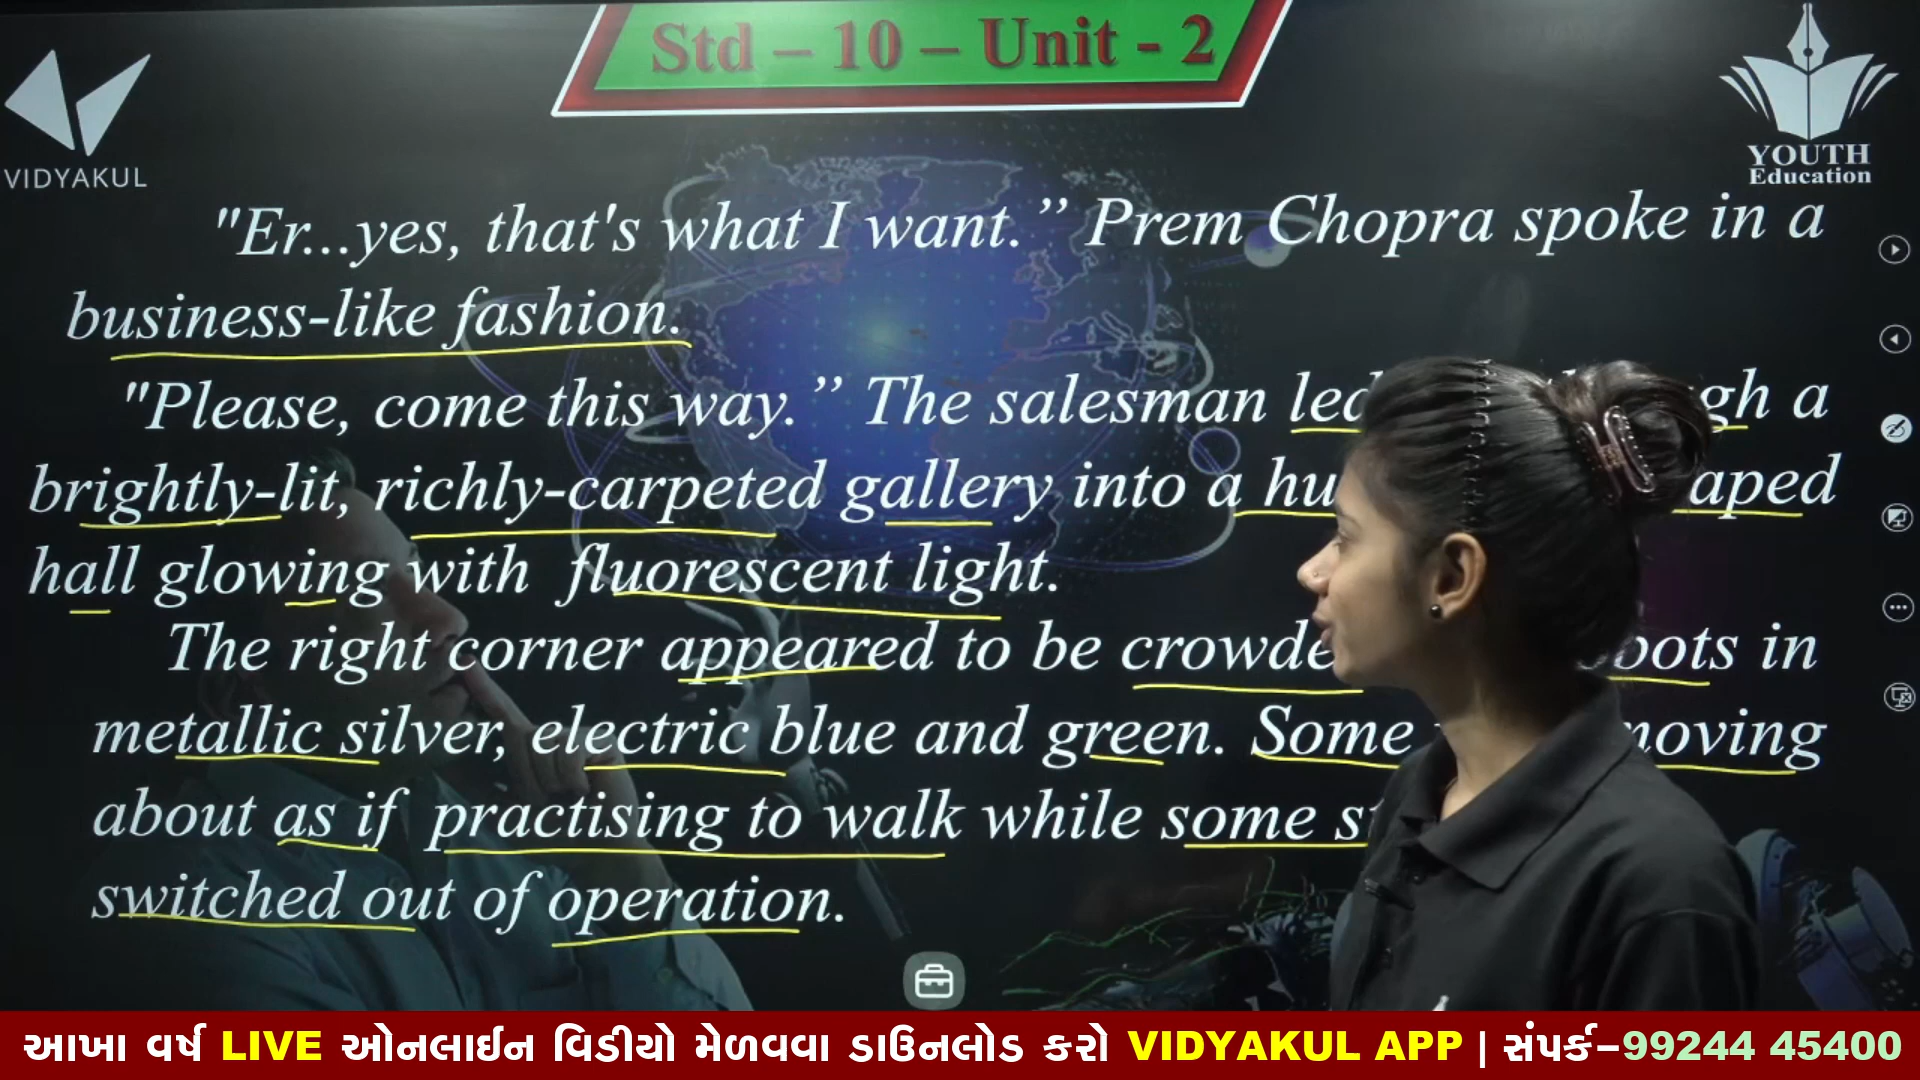 Std – 10 – Unit - 2
VIDYAKUL
YOUTH
Education
"Er...yes, that's what I want.” Prem Chopra spoke in a
business-like fashion.
"Please, come this way.” The salesman led a
brightly-lit, richly-carpeted gallery into a
hall glowing with fluorescent light.
The right corner appeared to be in
metallic silver, electric blue and green. Some moving
about as if practising to walk while some
switched out of operation.
આખા વર્ષ LIVE ઓનલાઈન વિડીયો મેળવવા ડાઉનલોડ કરો VIDYAKUL APP | સંપર્ક–99244 45400